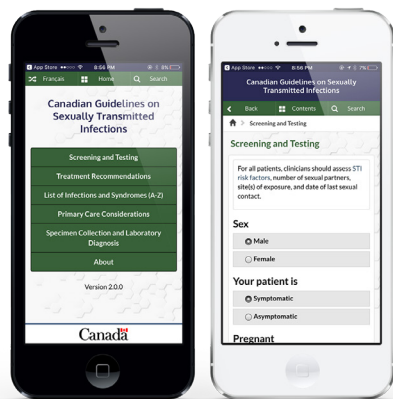 App Store 8:56 PM 8%
Français Home Search
Canadian Guidelines on
Sexually Transmitted
Infections
Screening and Testing
Treatment Recommendations
List of Infections and Syndromes (A-Z)
Primary Care Considerations
Specimen Collection and Laboratory
Diagnosis
About
Version 2.0.0
Canada
App Store 8:56 PM 7%
Canadian Guidelines on Sexually
Transmitted Infections
Back Contents Search
> Screening and Testing
Screening and Testing
For all patients, clinicians should assess STI
risk factors, number of sexual partners,
site(s) of exposure, and date of last sexual
contact.
Sex
Male
Female
Your patient is
Symptomatic
Asymptomatic
Pregnant